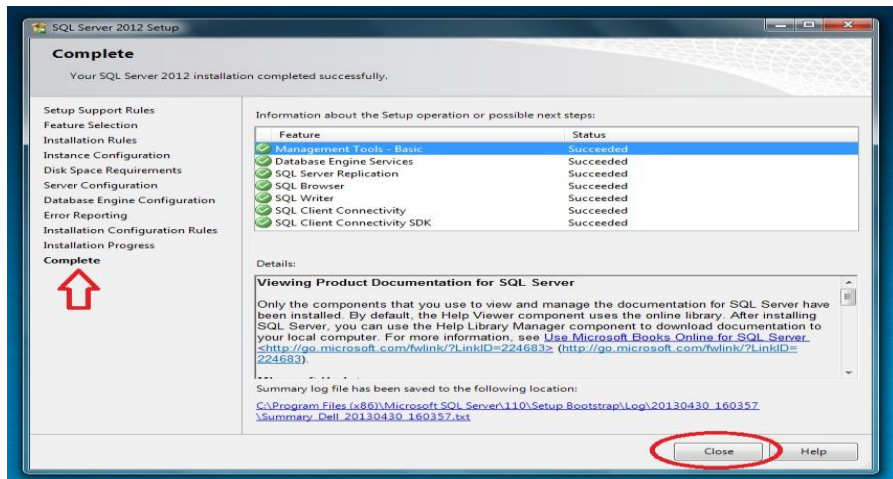 SQL Server 2012 Setup
Complete
Your SQL Server 2012 installation completed successfully.
Setup Support Rules
Feature Selection
Installation Rules
Instance Configuration
Disk Space Requirements
Server Configuration
Database Engine Configuration
Error Reporting
Installation Configuration Rules
Installation Progress
Complete
Information about the Setup operation or possible next steps:
Feature Status
Management Tools - Basic Succeeded
Database Engine Services Succeeded
SQL Server Replication Succeeded
SQL Browser Succeeded
SQL Writer Succeeded
SQL Client Connectivity Succeeded
SQL Client Connectivity SDK Succeeded
Details:
Viewing Product Documentation for SQL Server
Only the components that you use to view and manage the documentation for SQL Server have
been installed. By default, the Help Viewer component uses the online library. After installing
SQL Server, you can use the Help Library Manager component to download documentation to
your local computer. For more information, see Use Microsoft Books Online for SQL Server
<http://go.microsoft.com/fwlink/?LinkID=224683> (http://go.microsoft.com/fwlink/?LinkID=
224683).
Summary log file has been saved to the following location:
C:\Program Files (x86)\Microsoft SQL Server\110\Setup Bootstrap\Log\20130430_160357
\Summary_Dell_20130430_160357.txt
Close Help